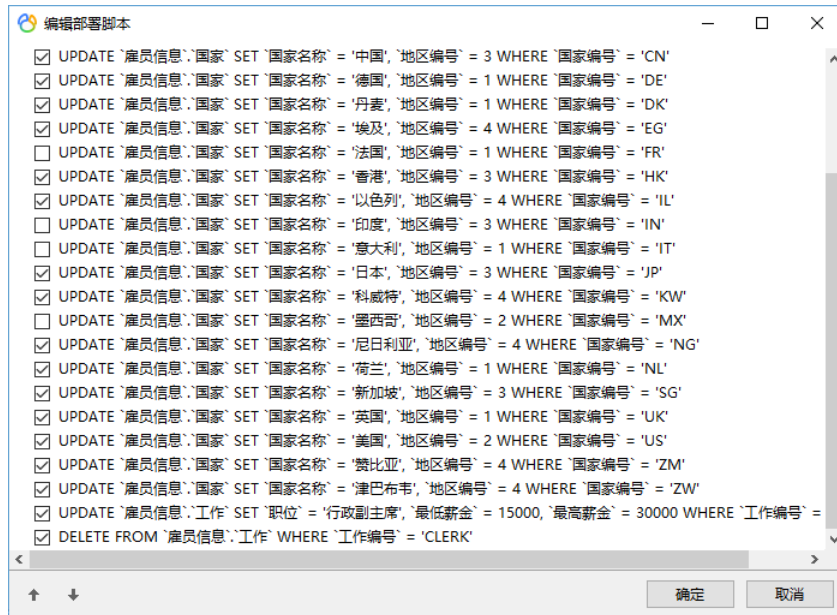 编辑部署脚本
UPDATE `雇员信息`.`国家` SET `国家名称` = '中国', `地区编号` = 3 WHERE `国家编号` = 'CN'
UPDATE `雇员信息`.`国家` SET `国家名称` = '德国', `地区编号` = 1 WHERE `国家编号` = 'DE'
UPDATE `雇员信息`.`国家` SET `国家名称` = '丹麦', `地区编号` = 1 WHERE `国家编号` = 'DK'
UPDATE `雇员信息`.`国家` SET `国家名称` = '埃及', `地区编号` = 4 WHERE `国家编号` = 'EG'
UPDATE `雇员信息`.`国家` SET `国家名称` = '法国', `地区编号` = 1 WHERE `国家编号` = 'FR'
UPDATE `雇员信息`.`国家` SET `国家名称` = '香港', `地区编号` = 3 WHERE `国家编号` = 'HK'
UPDATE `雇员信息`.`国家` SET `国家名称` = '以色列', `地区编号` = 4 WHERE `国家编号` = 'IL'
UPDATE `雇员信息`.`国家` SET `国家名称` = '印度', `地区编号` = 3 WHERE `国家编号` = 'IN'
UPDATE `雇员信息`.`国家` SET `国家名称` = '意大利', `地区编号` = 1 WHERE `国家编号` = 'IT'
UPDATE `雇员信息`.`国家` SET `国家名称` = '日本', `地区编号` = 3 WHERE `国家编号` = 'JP'
UPDATE `雇员信息`.`国家` SET `国家名称` = '科威特', `地区编号` = 4 WHERE `国家编号` = 'KW'
UPDATE `雇员信息`.`国家` SET `国家名称` = '墨西哥', `地区编号` = 2 WHERE `国家编号` = 'MX'
UPDATE `雇员信息`.`国家` SET `国家名称` = '尼日利亚', `地区编号` = 4 WHERE `国家编号` = 'NG'
UPDATE `雇员信息`.`国家` SET `国家名称` = '荷兰', `地区编号` = 1 WHERE `国家编号` = 'NL'
UPDATE `雇员信息`.`国家` SET `国家名称` = '新加坡', `地区编号` = 3 WHERE `国家编号` = 'SG'
UPDATE `雇员信息`.`国家` SET `国家名称` = '英国', `地区编号` = 1 WHERE `国家编号` = 'UK'
UPDATE `雇员信息`.`国家` SET `国家名称` = '美国', `地区编号` = 2 WHERE `国家编号` = 'US'
UPDATE `雇员信息`.`国家` SET `国家名称` = '赞比亚', `地区编号` = 4 WHERE `国家编号` = 'ZM'
UPDATE `雇员信息`.`国家` SET `国家名称` = '津巴布韦', `地区编号` = 4 WHERE `国家编号` = 'ZW'
UPDATE `雇员信息`.`工作` SET `职位` = '行政副主席', `最低薪金` = 15000, `最高薪金` = 30000 WHERE `工作编号` =
DELETE FROM `雇员信息`.`工作` WHERE `工作编号` = 'CLERK'
确定 取消